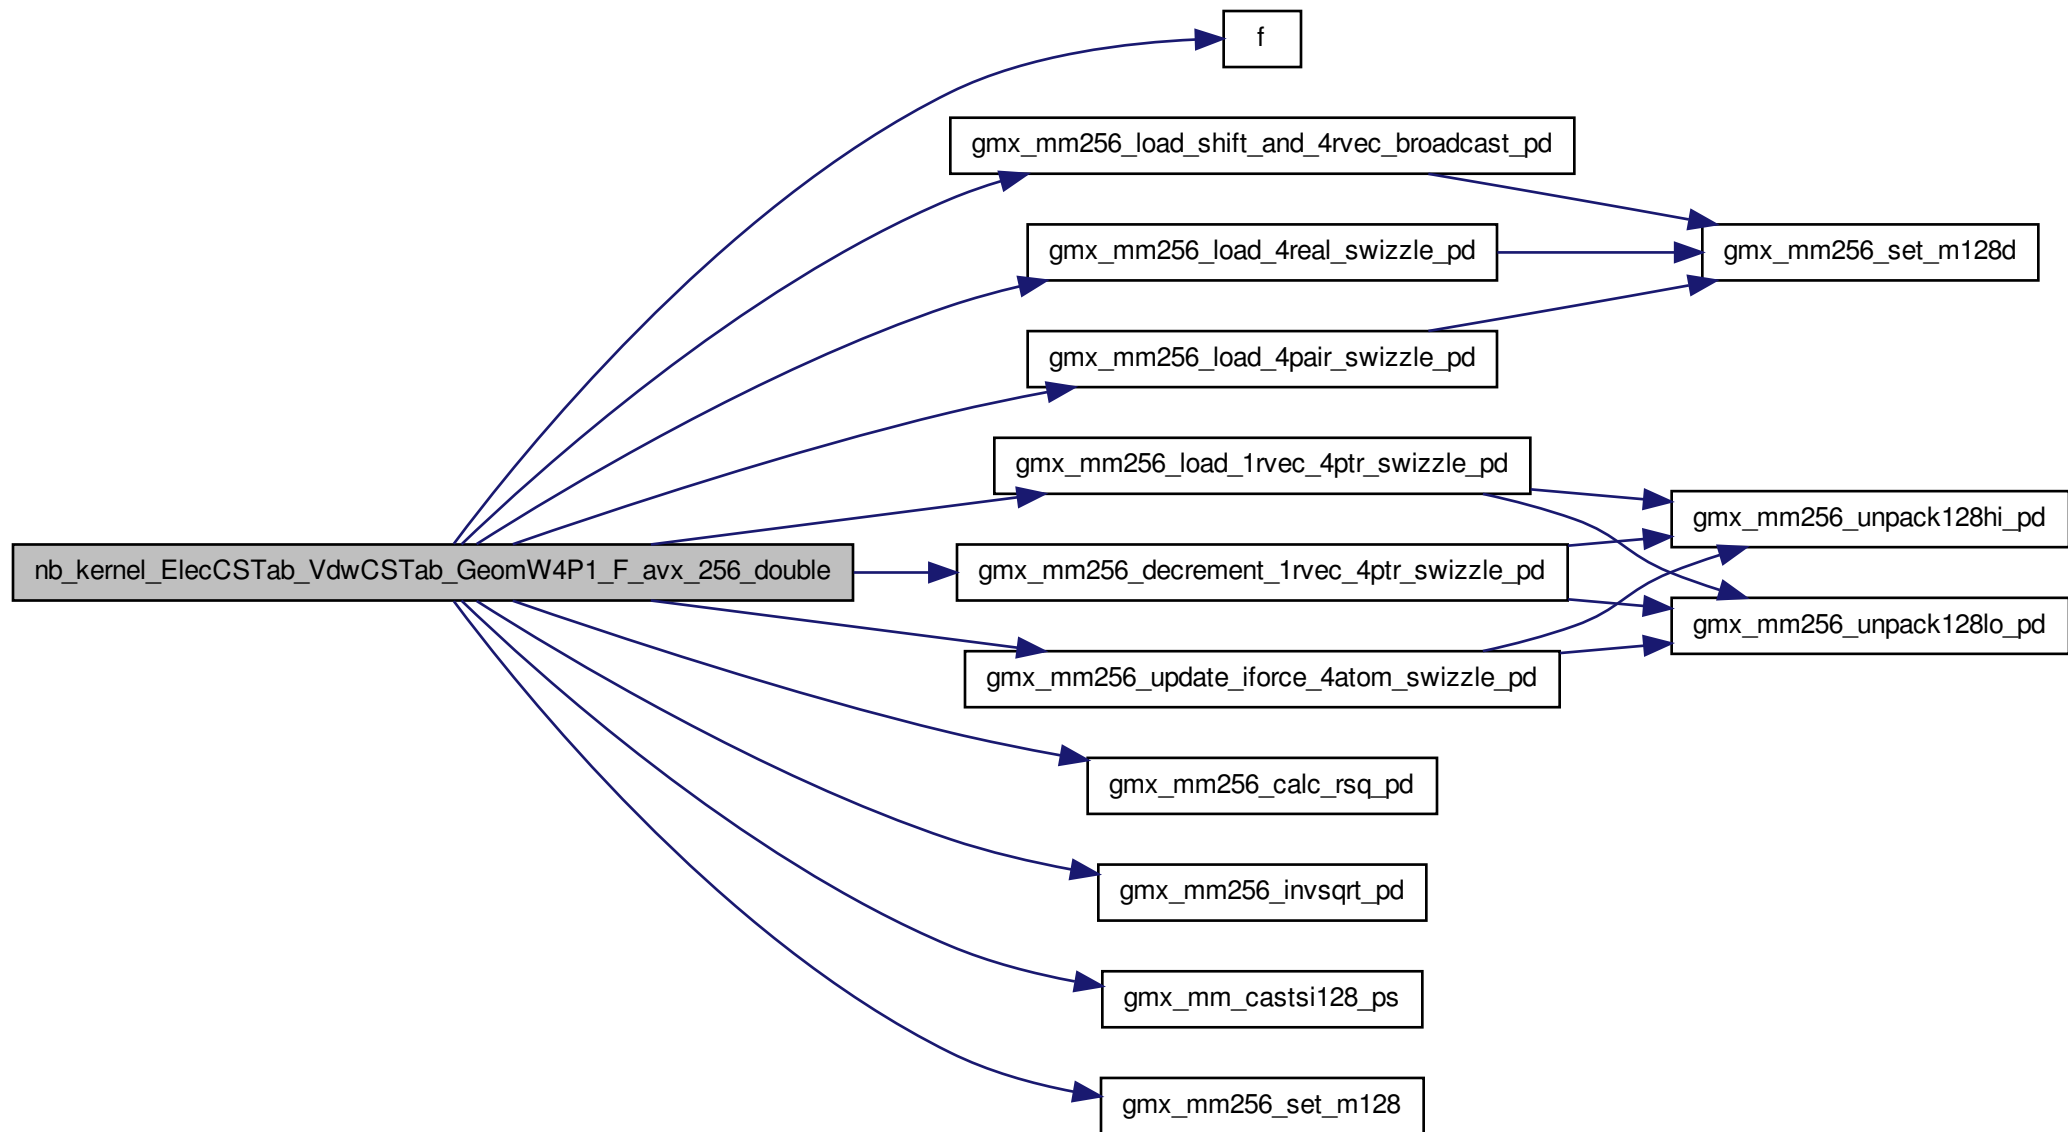 f
gmx_mm256_load_shift_and_4rvec_broadcast_pd
gmx_mm256_load_4real_swizzle_pd
gmx_mm256_set_m128d
gmx_mm256_load_4pair_swizzle_pd
gmx_mm256_load_1rvec_4ptr_swizzle_pd
gmx_mm256_unpack128hi_pd
nb_kernel_ElecCSTab_VdwCSTab_GeomW4P1_F_avx_256_double
gmx_mm256_decrement_1rvec_4ptr_swizzle_pd
gmx_mm256_unpack128lo_pd
gmx_mm256_update_iforce_4atom_swizzle_pd
gmx_mm256_calc_rsq_pd
gmx_mm256_invsqrt_pd
gmx_mm_castsi128_ps
gmx_mm256_set_m128